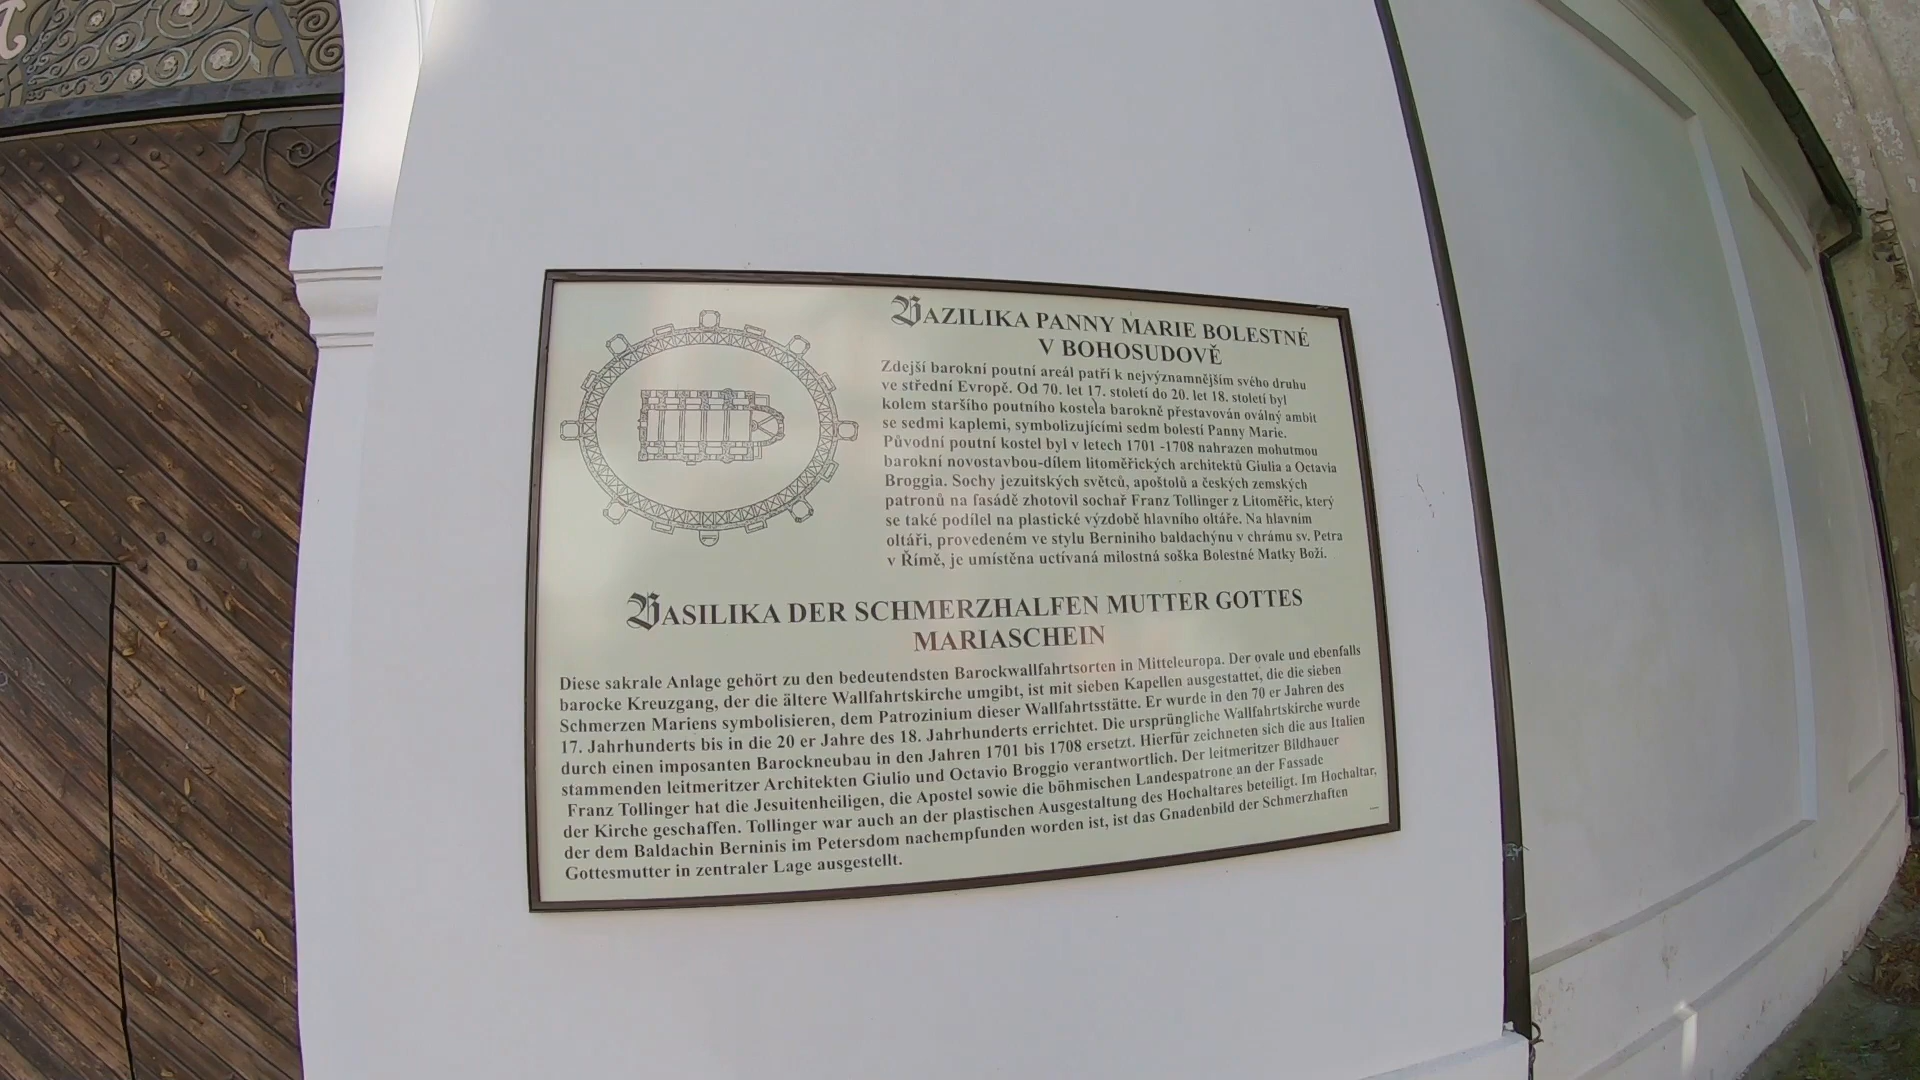 BAZILIKA PANNY MARIE BOLESTNÉ
V BOHOSUDOVĚ
Zdejší barokní poutní areál patří k nejvýznamnějším svého druhu
ve střední Evropě. Od 70. let 17. století do 20. let 18. století byl
kolem staršího poutního kostela barokně přestavován oválný ambit
se sedmi kaplemi, symbolizujícími sedm bolestí Panny Marie.
Původní poutní kostel byl v letech 1701 -1708 nahrazen mohutmou
barokní novostavbou-dílem litoměřických architektů Giulia a Octavia
Broggia. Sochy jezuitských světců, apoštolů a českých zemských
patronů na fasádě zhotovil sochař Franz Tollinger z Litoměřic, který
se také podílel na plastické výzdobě hlavního oltáře. Na hlavním
oltáři, provedeném ve stylu Berniniho baldachýnu v chrámu sv. Petra
v Římě, je umístěna uctívaná milostná soška Bolestné Matky Boží.
BASILIKA DER SCHMERZHALFEN MUTTER GOTTES
MARIASCHEIN
Diese sakrale Anlage gehört zu den bedeutendsten Barockwallfahrtsorten in Mitteleuropa. Der ovale und ebenfalls
barocke Kreuzgang, der die ältere Wallfahrtskirche umgibt, ist mit sieben Kapellen ausgestattet, die die sieben
Schmerzen Mariens symbolisieren, dem Patrozinium dieser Wallfahrtsstätte. Er wurde in den 70 er Jahren des
17. Jahrhunderts bis in die 20 er Jahre des 18. Jahrhunderts errichtet. Die ursprüngliche Wallfahrtskirche wurde
durch einen imposanten Barockneubau in den Jahren 1701 bis 1708 ersetzt. Hierfür zeichneten sich die aus Italien
stammenden leitmeritzer Architekten Giulio und Octavio Broggio verantwortlich. Der leitmeritzer Bildhauer
Franz Tollinger hat die Jesuitenheiligen, die Apostel sowie die böhmischen Landespatrone an der Fassade
der Kirche geschaffen. Tollinger war auch an der plastischen Ausgestaltung des Hochaltares beteiligt. Im Hochaltar,
der dem Baldachin Berninis im Petersdom nachempfunden worden ist, ist das Gnadenbild der Schmerzhaften
Gottesmutter in zentraler Lage ausgestellt.